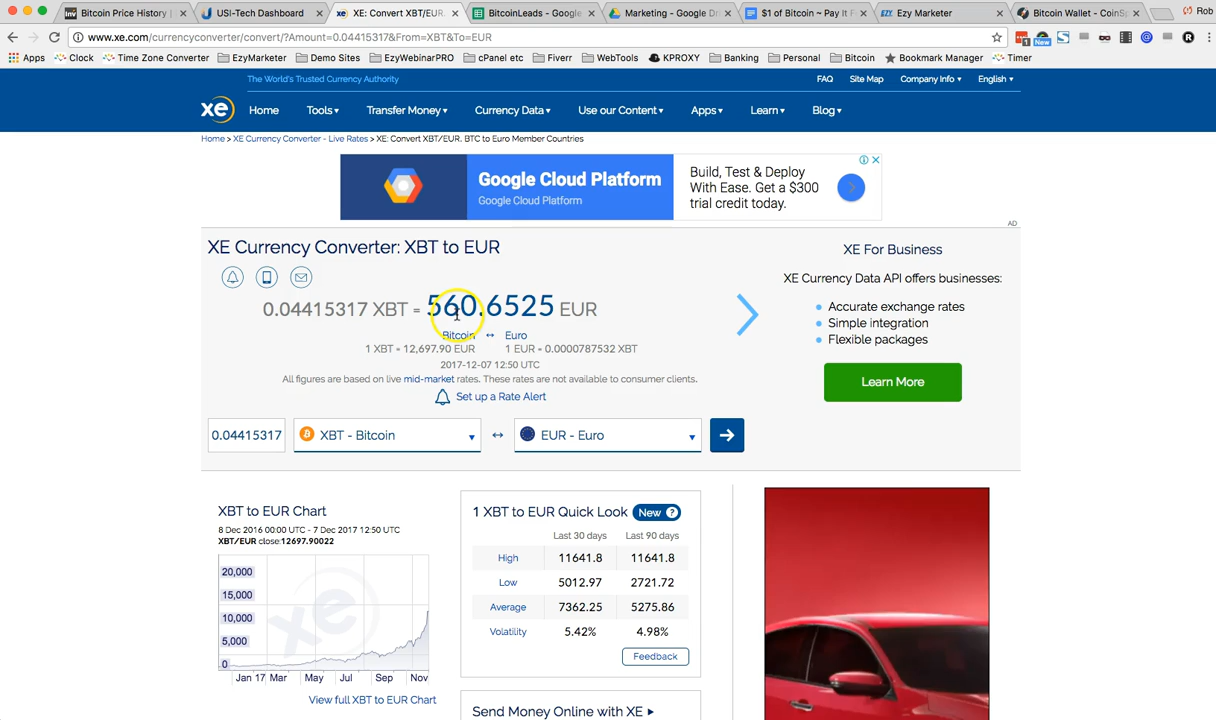 Bitcoin Price History |
USI-Tech Dashboard
XE: Convert XBT/EUR.
BitcoinLeads - Google
Marketing - Google Dr
$1 of Bitcoin ~ Pay It F
Ezy Marketer
Bitcoin Wallet - CoinSp
Rob
www.xe.com/currencyconverter/convert/?Amount=0.04415317&From=XBT&To=EUR
New
Apps Clock Time Zone Converter EzyMarketer Demo Sites EzyWebinarPRO cPanel etc Fiverr WebTools KPROXY Banking Personal Bitcoin Bookmark Manager Timer
The World's Trusted Currency Authority
FAQ Site Map Company Info English
xe Home Tools Transfer Money Currency Data Use our Content Apps Learn Blog
Home > XE Currency Converter - Live Rates > XE: Convert XBT/EUR. BTC to Euro Member Countries
Google Cloud Platform
Google Cloud Platform
Build, Test & Deploy
With Ease. Get a $300
trial credit today.
AD
XE Currency Converter: XBT to EUR
0.04415317 XBT = 560.6525 EUR
Bitcoin ↔ Euro
1 XBT = 12,697.90 EUR 1 EUR = 0.0000787532 XBT
2017-12-07 12:50 UTC
All figures are based on live mid-market rates. These rates are not available to consumer clients.
Set up a Rate Alert
0.04415317 XBT - Bitcoin ↔ EUR - Euro
XE For Business
XE Currency Data API offers businesses:
Accurate exchange rates
Simple integration
Flexible packages
Learn More
XBT to EUR Chart
8 Dec 2016 00:00 UTC - 7 Dec 2017 12:50 UTC
XBT/EUR close:12697.90022
20,000
15,000
10,000
5,000
0
xe
Jan 17 Mar May Jul Sep Nov
View full XBT to EUR Chart
1 XBT to EUR Quick Look New ?
Last 30 days Last 90 days
High 11641.8 11641.8
Low 5012.97 2721.72
Average 7362.25 5275.86
Volatility 5.42% 4.98%
Feedback
Send Money Online with XE